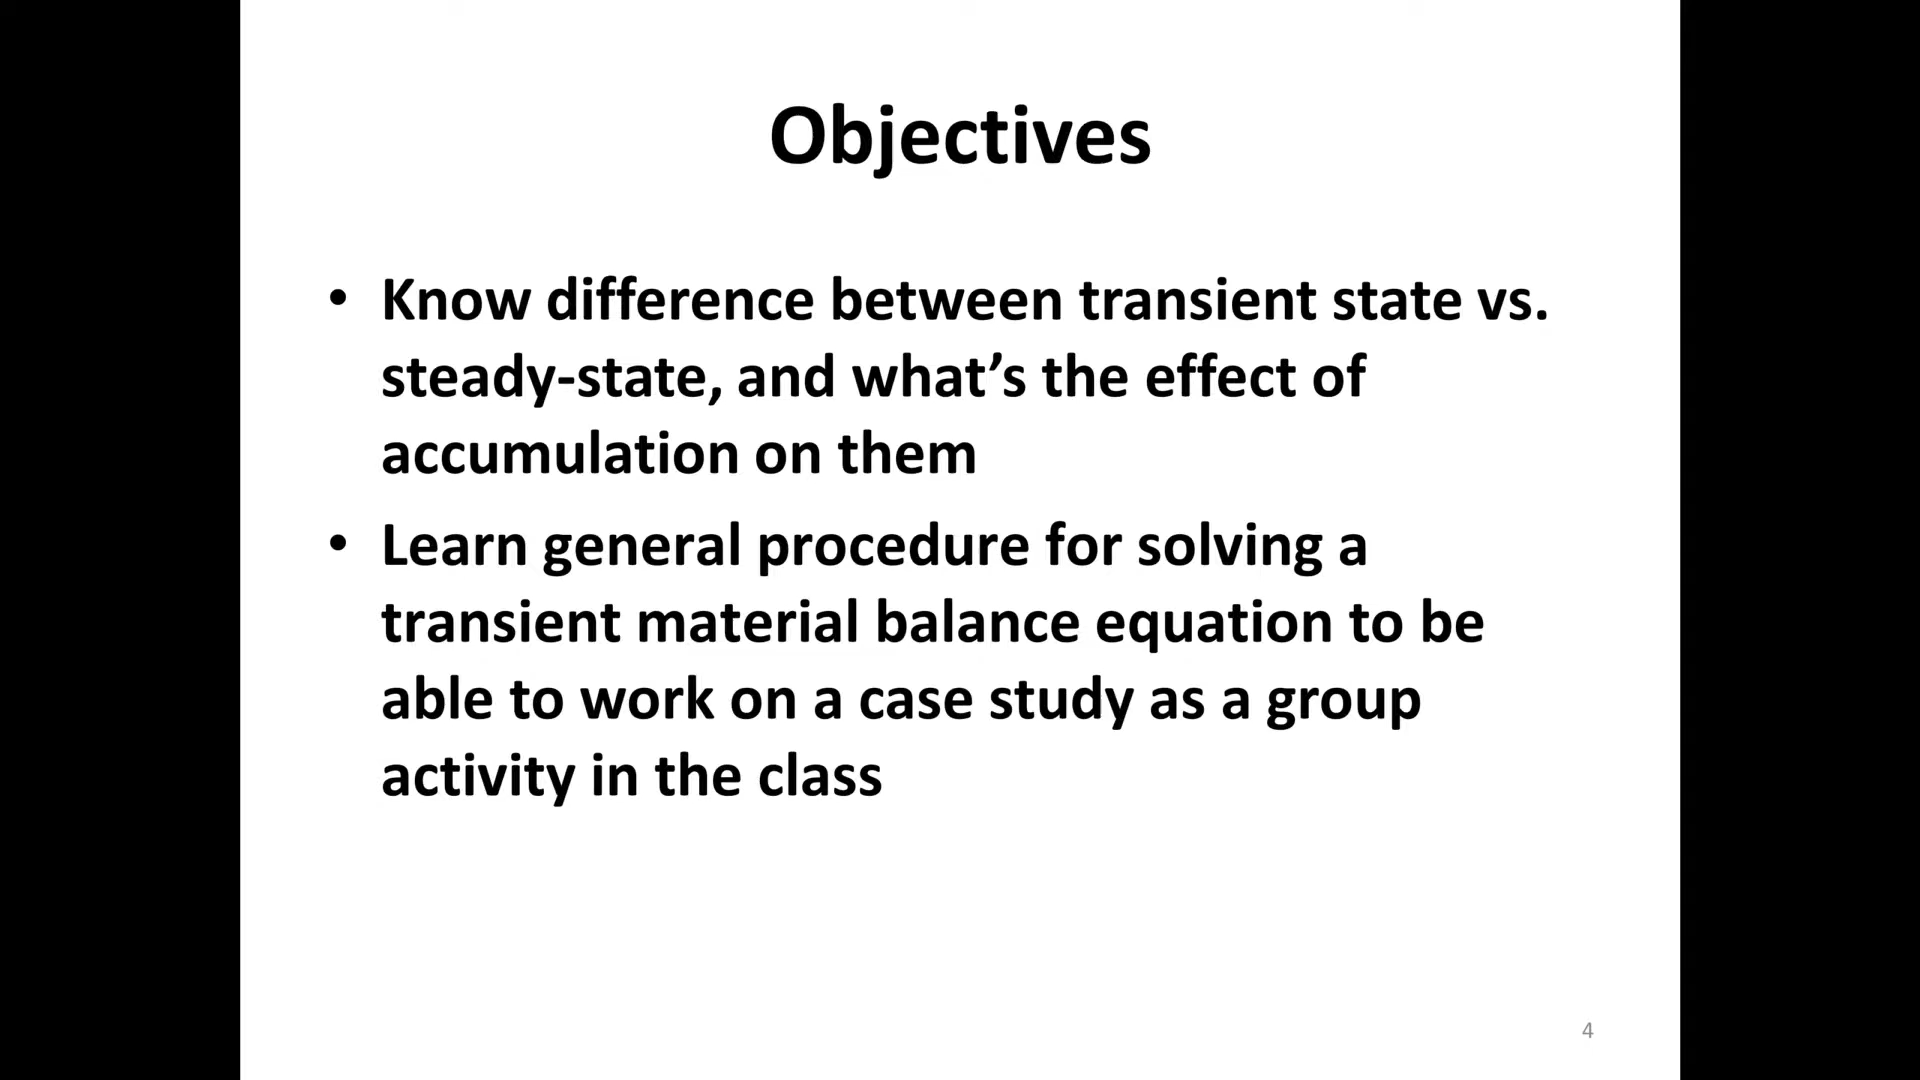 Objectives
• Know difference between transient state vs.
steady-state, and what’s the effect of
accumulation on them
• Learn general procedure for solving a
transient material balance equation to be
able to work on a case study as a group
activity in the class
4